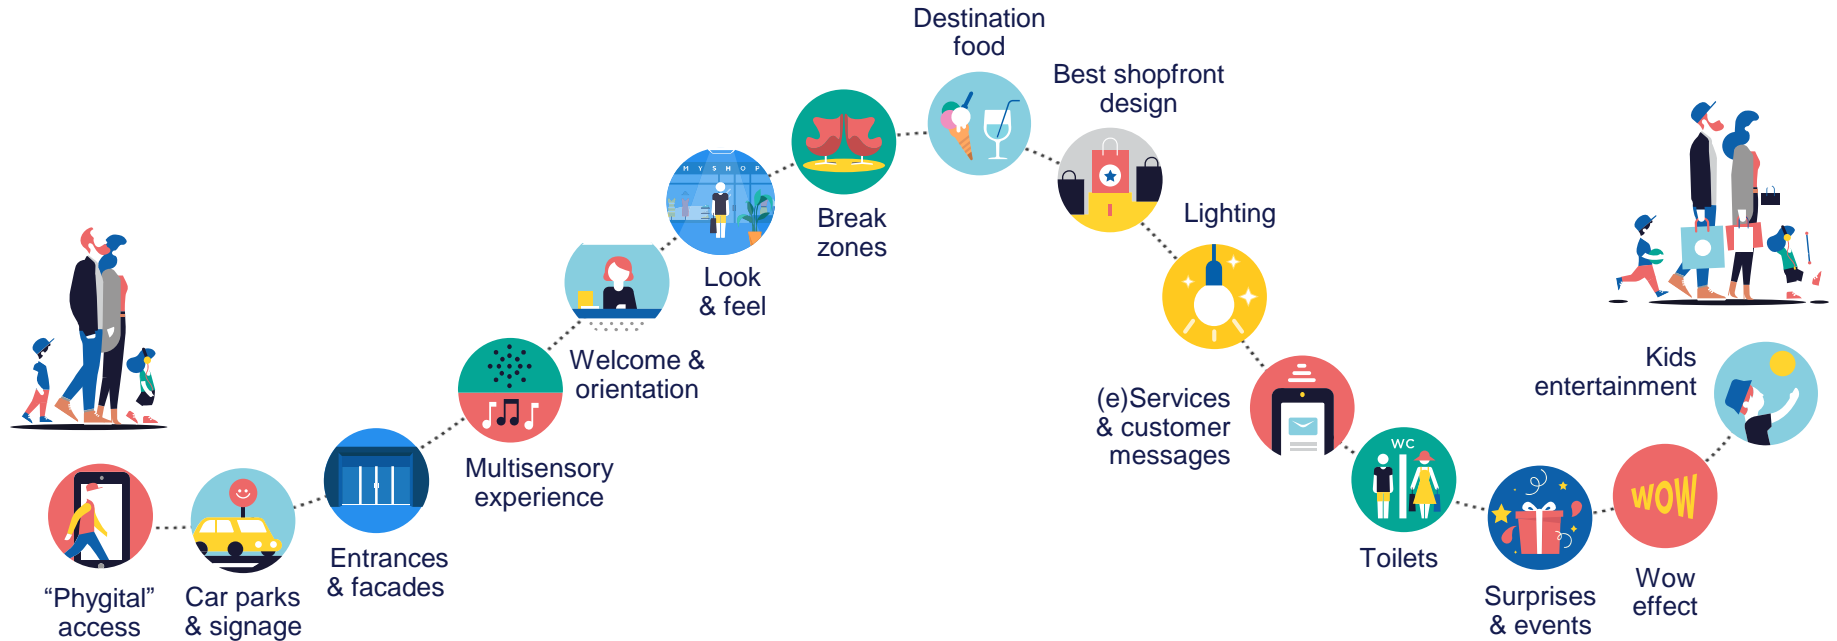 “Phygital”
access
Car parks
& signage
Entrances
& facades
Multisensory
experience
Welcome &
orientation
MYSHOP
Look
& feel
Break
zones
Destination
food
Best shopfront
design
Lighting
(e)Services
& customer
messages
WC
Toilets
Surprises
& events
WOW
Wow
effect
Kids
entertainment